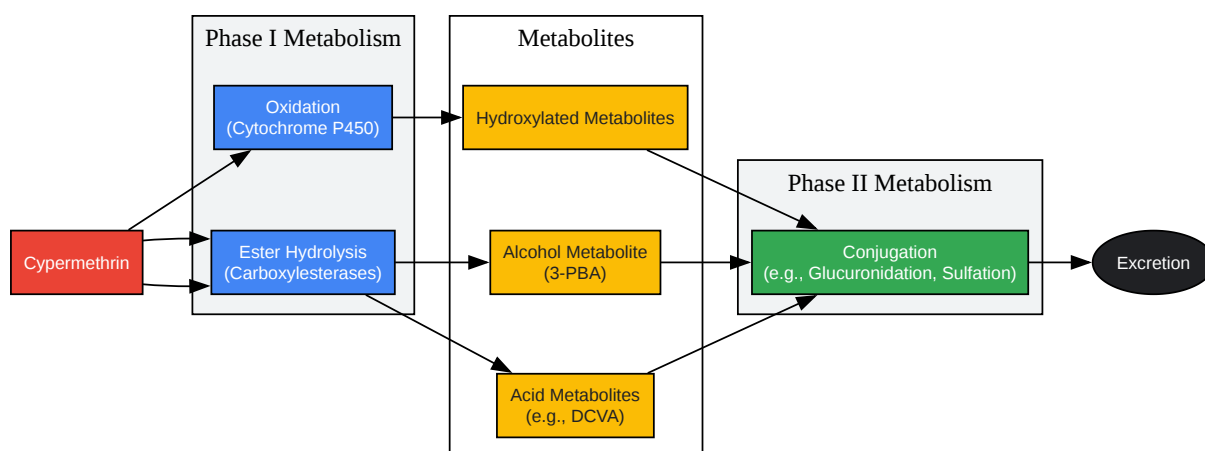 Phase I Metabolism
Metabolites
Oxidation
(Cytochrome P450)
Hydroxylated Metabolites
Phase II Metabolism
Cypermethrin
Ester Hydrolysis
(Carboxylesterases)
Alcohol Metabolite
(3-PBA)
Conjugation
(e.g., Glucuronidation, Sulfation)
Excretion
Acid Metabolites
(e.g., DCVA)